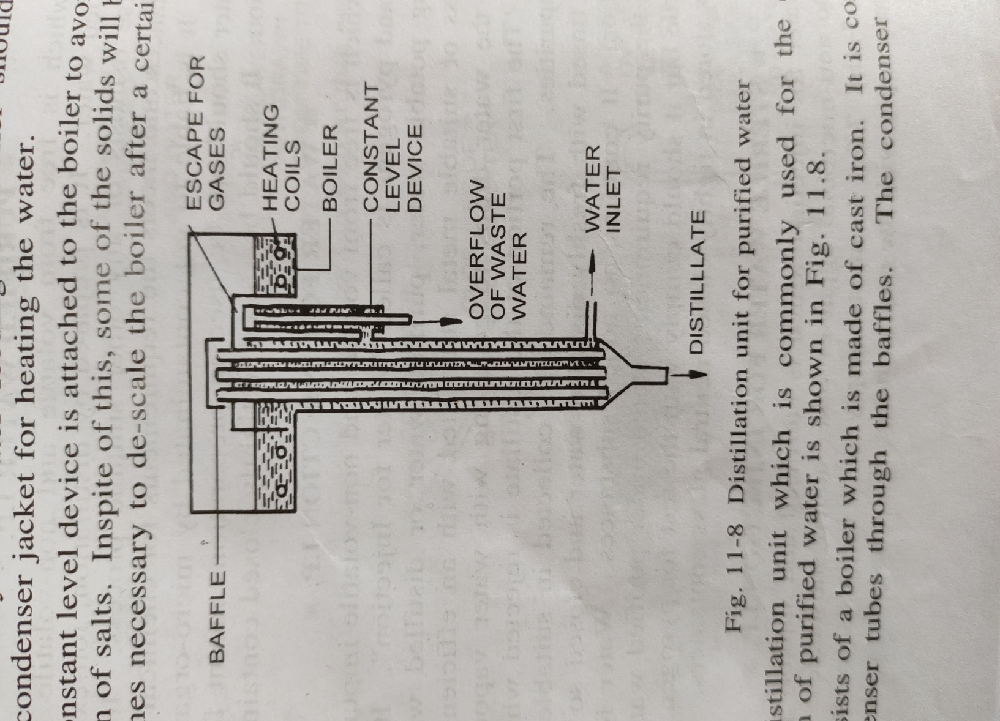 condenser jacket for heating the water.
onstant level device is attached to the boiler to avo
n of salts. Inspite of this, some of the solids will
nes necessary to de-scale the boiler after a certai
ESCAPE FOR
GASES
HEATING
COILS
BOILER
CONSTANT
LEVEL
DEVICE
OVERFLOW
OF WASTE
WATER
WATER
INLET
BAFFLE
DISTILLATE
Fig. 11-8 Distillation unit for purified water
stillation unit which is commonly used for the
n of purified water is shown in Fig. 11.8.
sists of a boiler which is made of cast iron. It is co
enser tubes through the baffles. The condenser